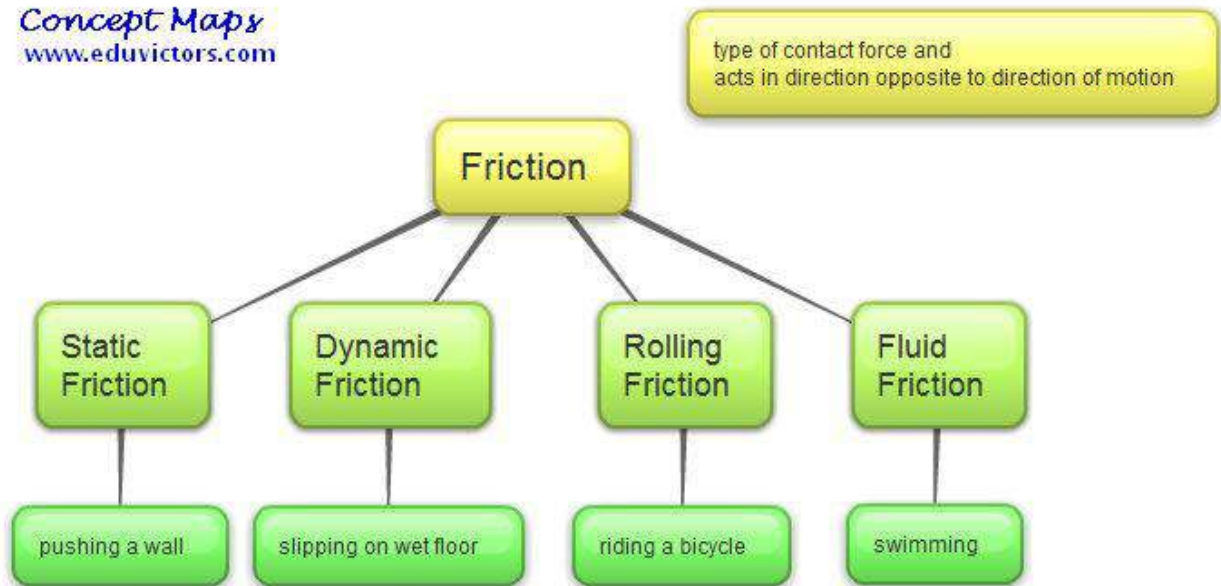 Concept Maps
www.eduvictors.com
type of contact force and
acts in direction opposite to direction of motion
Friction
Static
Friction
Dynamic
Friction
Rolling
Friction
Fluid
Friction
pushing a wall
slipping on wet floor
riding a bicycle
swimming